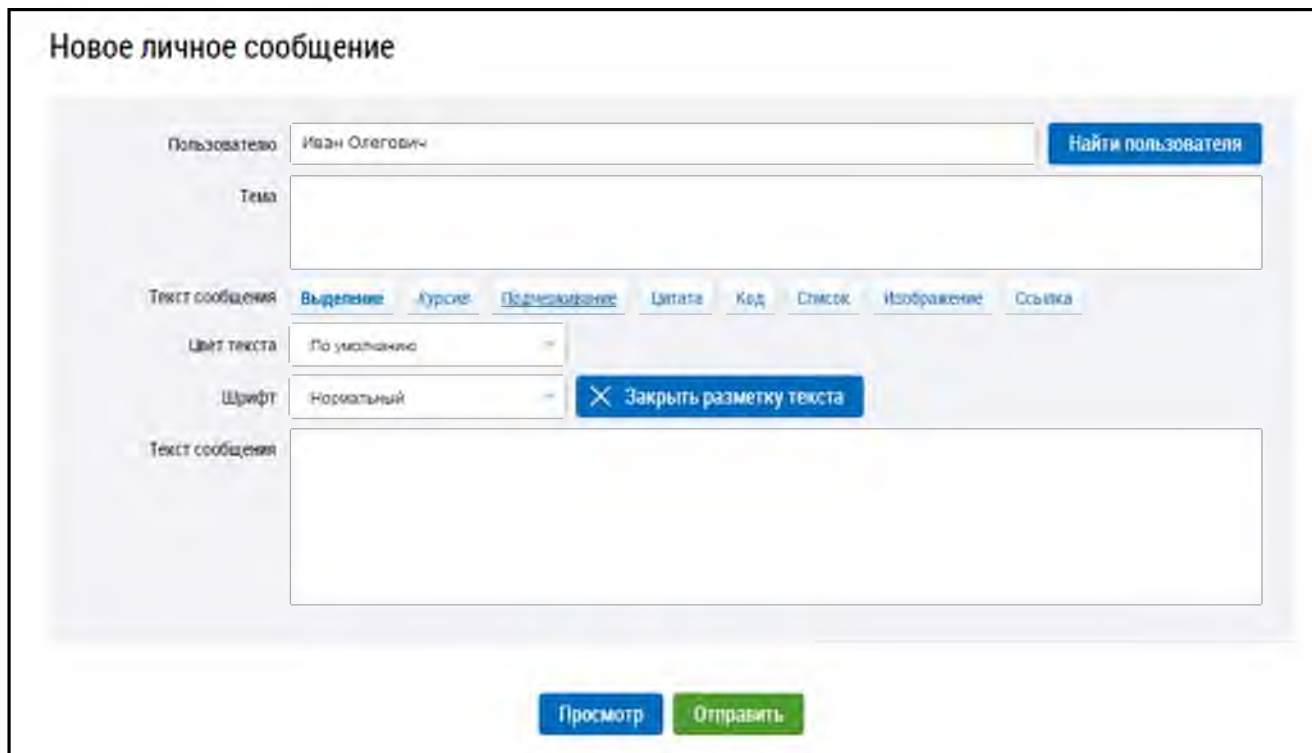 Новое личное сообщение
Пользователю Иван Олегович Найти пользователя
Тема
Текст сообщения Выделение Курсив Подчеркивание Цитата Код Список Изображение Ссылка
Цвет текста По умолчанию
Шрифт Нормальный Закрыть разметку текста
Текст сообщения
Просмотр Отправить